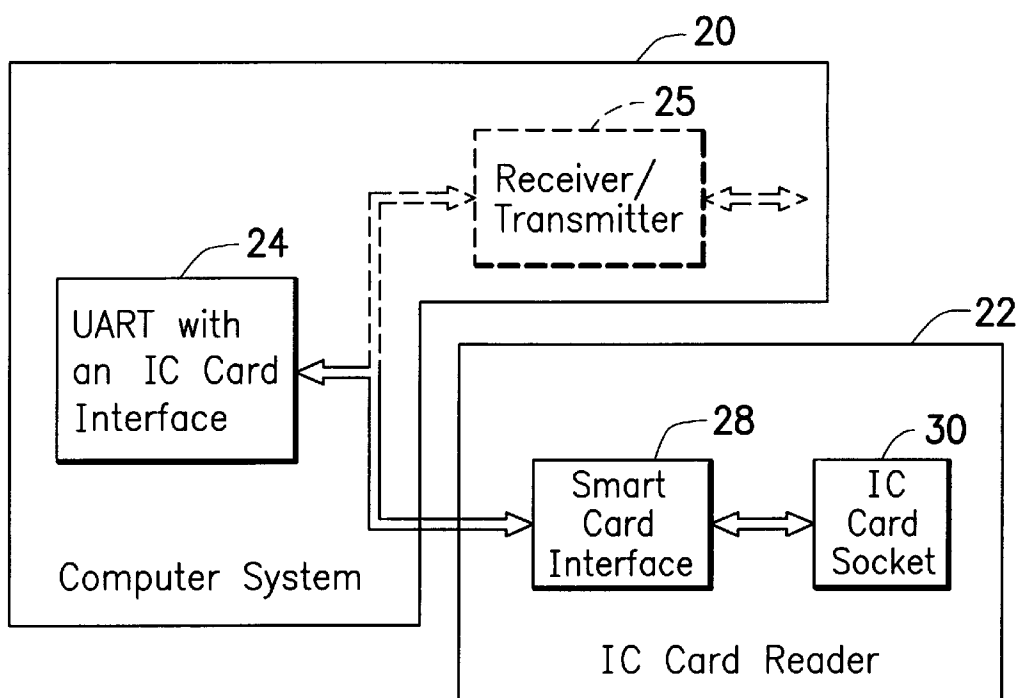 20
25
Receiver/
Transmitter
24
UART with
an IC Card
Interface
22
28
Smart
Card
Interface
30
IC
Card
Socket
Computer System
IC Card Reader